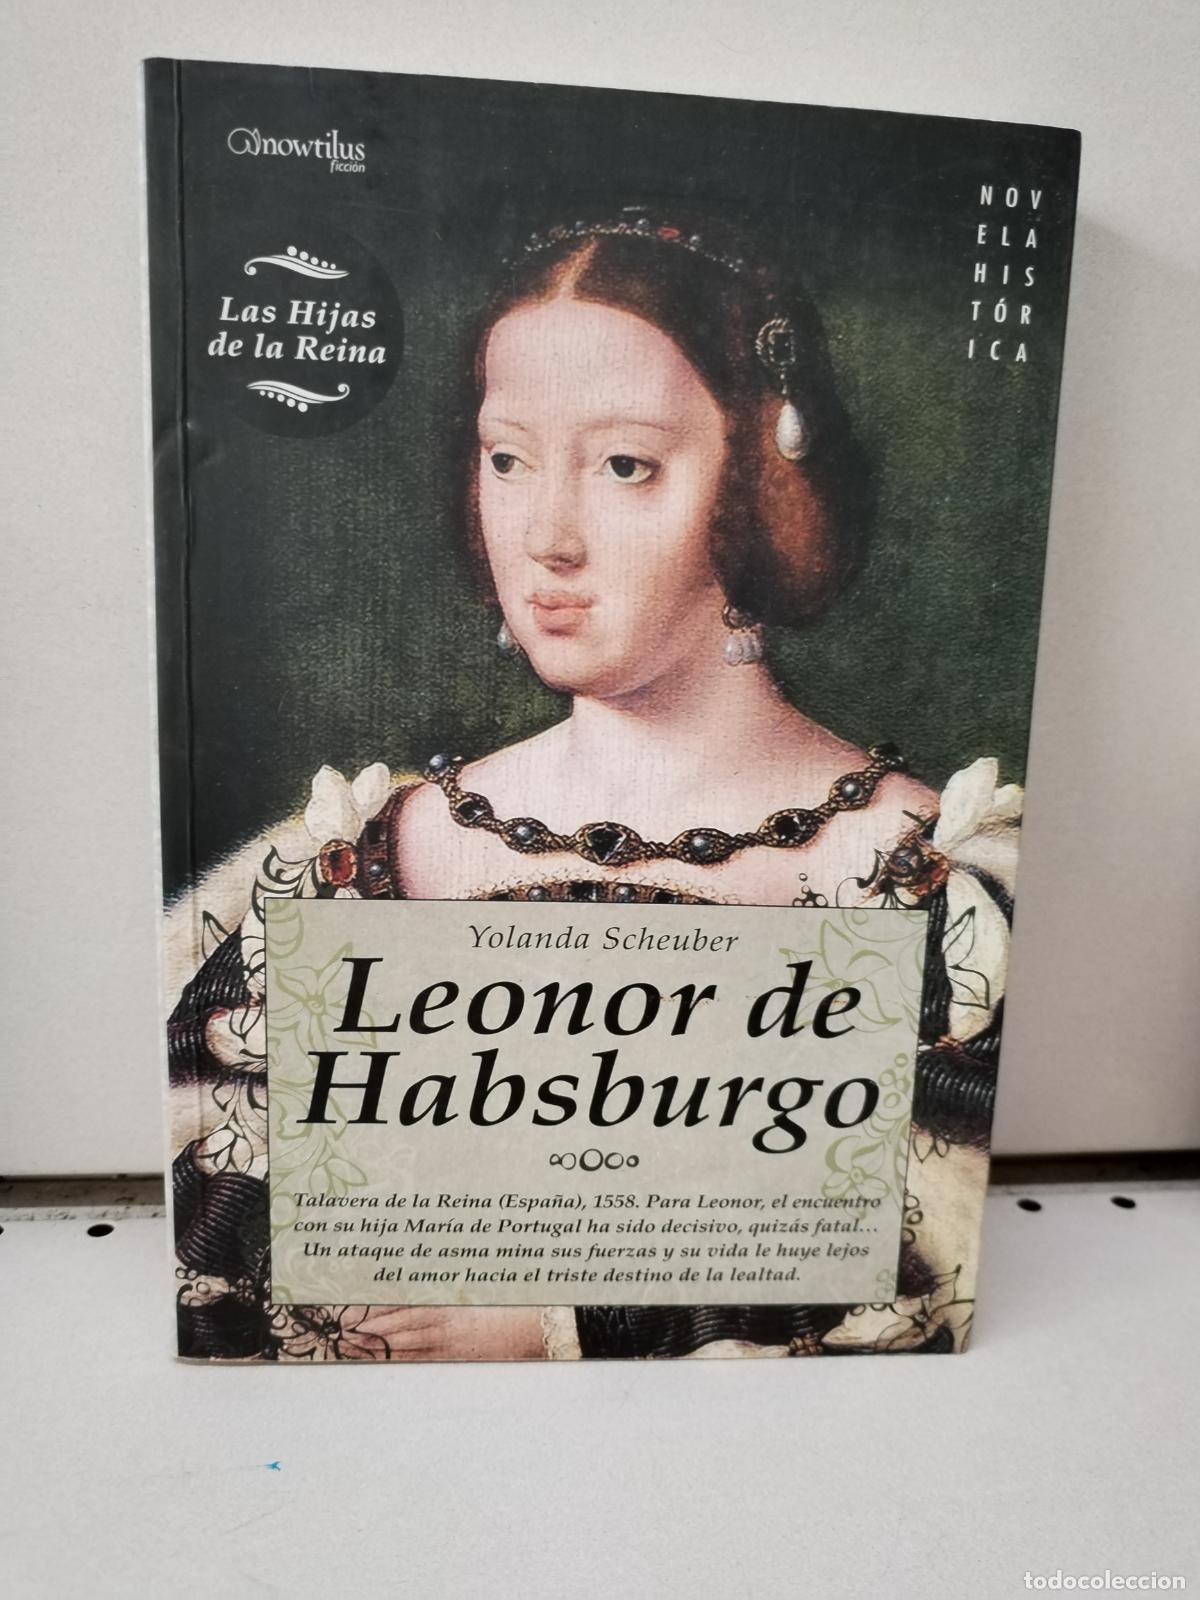 nowtilus
ficción
NOV
ELA
HIS
TÓR
ICA
Las Hijas
de la Reina
Yolanda Scheuber
Leonor de
Habsburgo
Talavera de la Reina (España), 1558. Para Leonor, el encuentro
con su hija María de Portugal ha sido decisivo, quizás fatal...
Un ataque de asma mina sus fuerzas y su vida le huye lejos
del amor hacia el triste destino de la lealtad.
todocoleccion